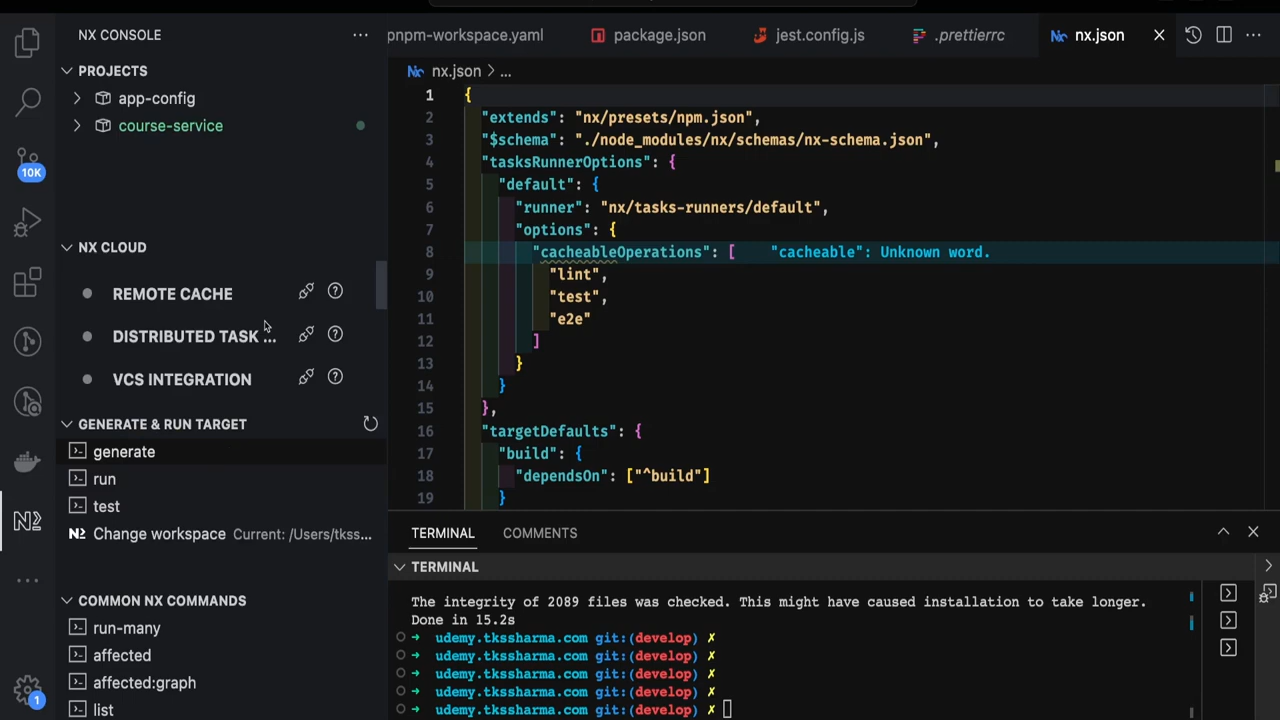 NX CONSOLE
PROJECTS
app-config
course-service
10K
NX CLOUD
REMOTE CACHE
DISTRIBUTED TASK ...
VCS INTEGRATION
GENERATE & RUN TARGET
generate
run
test
Change workspace Current: /Users/tkss...
COMMON NX COMMANDS
run-many
affected
affected:graph
list
1
pnpm-workspace.yaml package.json jest.config.js .prettierrc nx.json
nx.json > ...
1 {
2 "extends": "nx/presets/npm.json",
3 "$schema": "./node_modules/nx/schemas/nx-schema.json",
4 "tasksRunnerOptions": {
5 "default": {
6 "runner": "nx/tasks-runners/default",
7 "options": {
8 "cacheableOperations": [ "cacheable": Unknown word.
9 "lint",
10 "test",
11 "e2e"
12 ]
13 }
14 }
15 },
16 "targetDefaults": {
17 "build": {
18 "dependsOn": ["^build"]
19 }
TERMINAL COMMENTS
TERMINAL
The integrity of 2089 files was checked. This might have caused installation to take longer.
Done in 15.2s
➜ udemy.tkssharma.com git:(develop) ✗
➜ udemy.tkssharma.com git:(develop) ✗
➜ udemy.tkssharma.com git:(develop) ✗
➜ udemy.tkssharma.com git:(develop) ✗
➜ udemy.tkssharma.com git:(develop) ✗